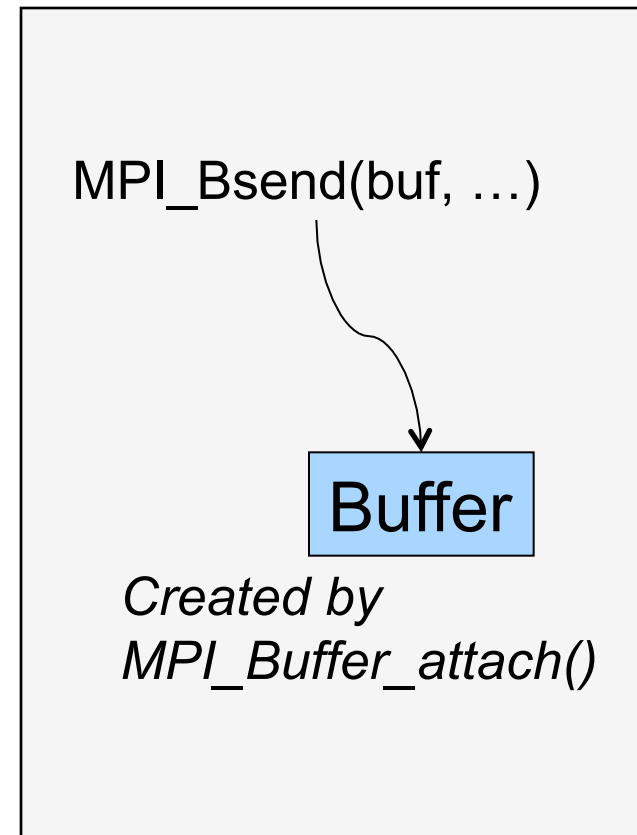 MPI_Bsend(buf, …)
Buffer
Created by
MPI_Buffer_attach()